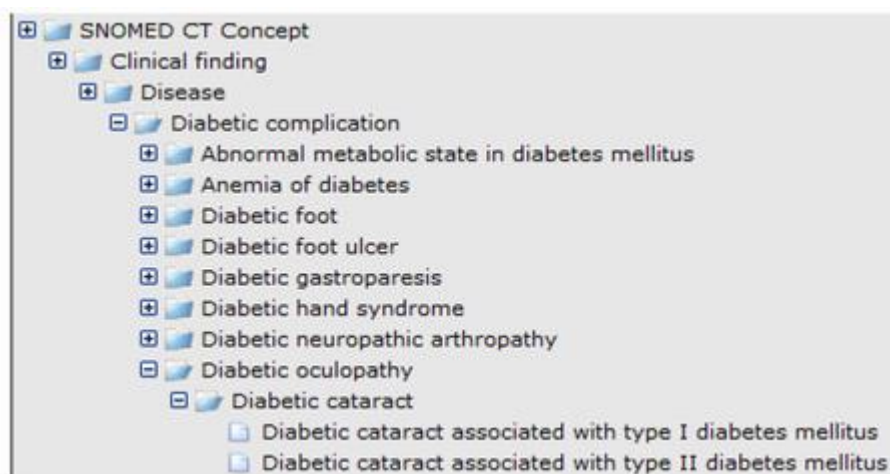 SNOMED CT Concept
Clinical finding
Disease
Diabetic complication
Abnormal metabolic state in diabetes mellitus
Anemia of diabetes
Diabetic foot
Diabetic foot ulcer
Diabetic gastroparesis
Diabetic hand syndrome
Diabetic neuropathic arthropathy
Diabetic oculopathy
Diabetic cataract
Diabetic cataract associated with type I diabetes mellitus
Diabetic cataract associated with type II diabetes mellitus